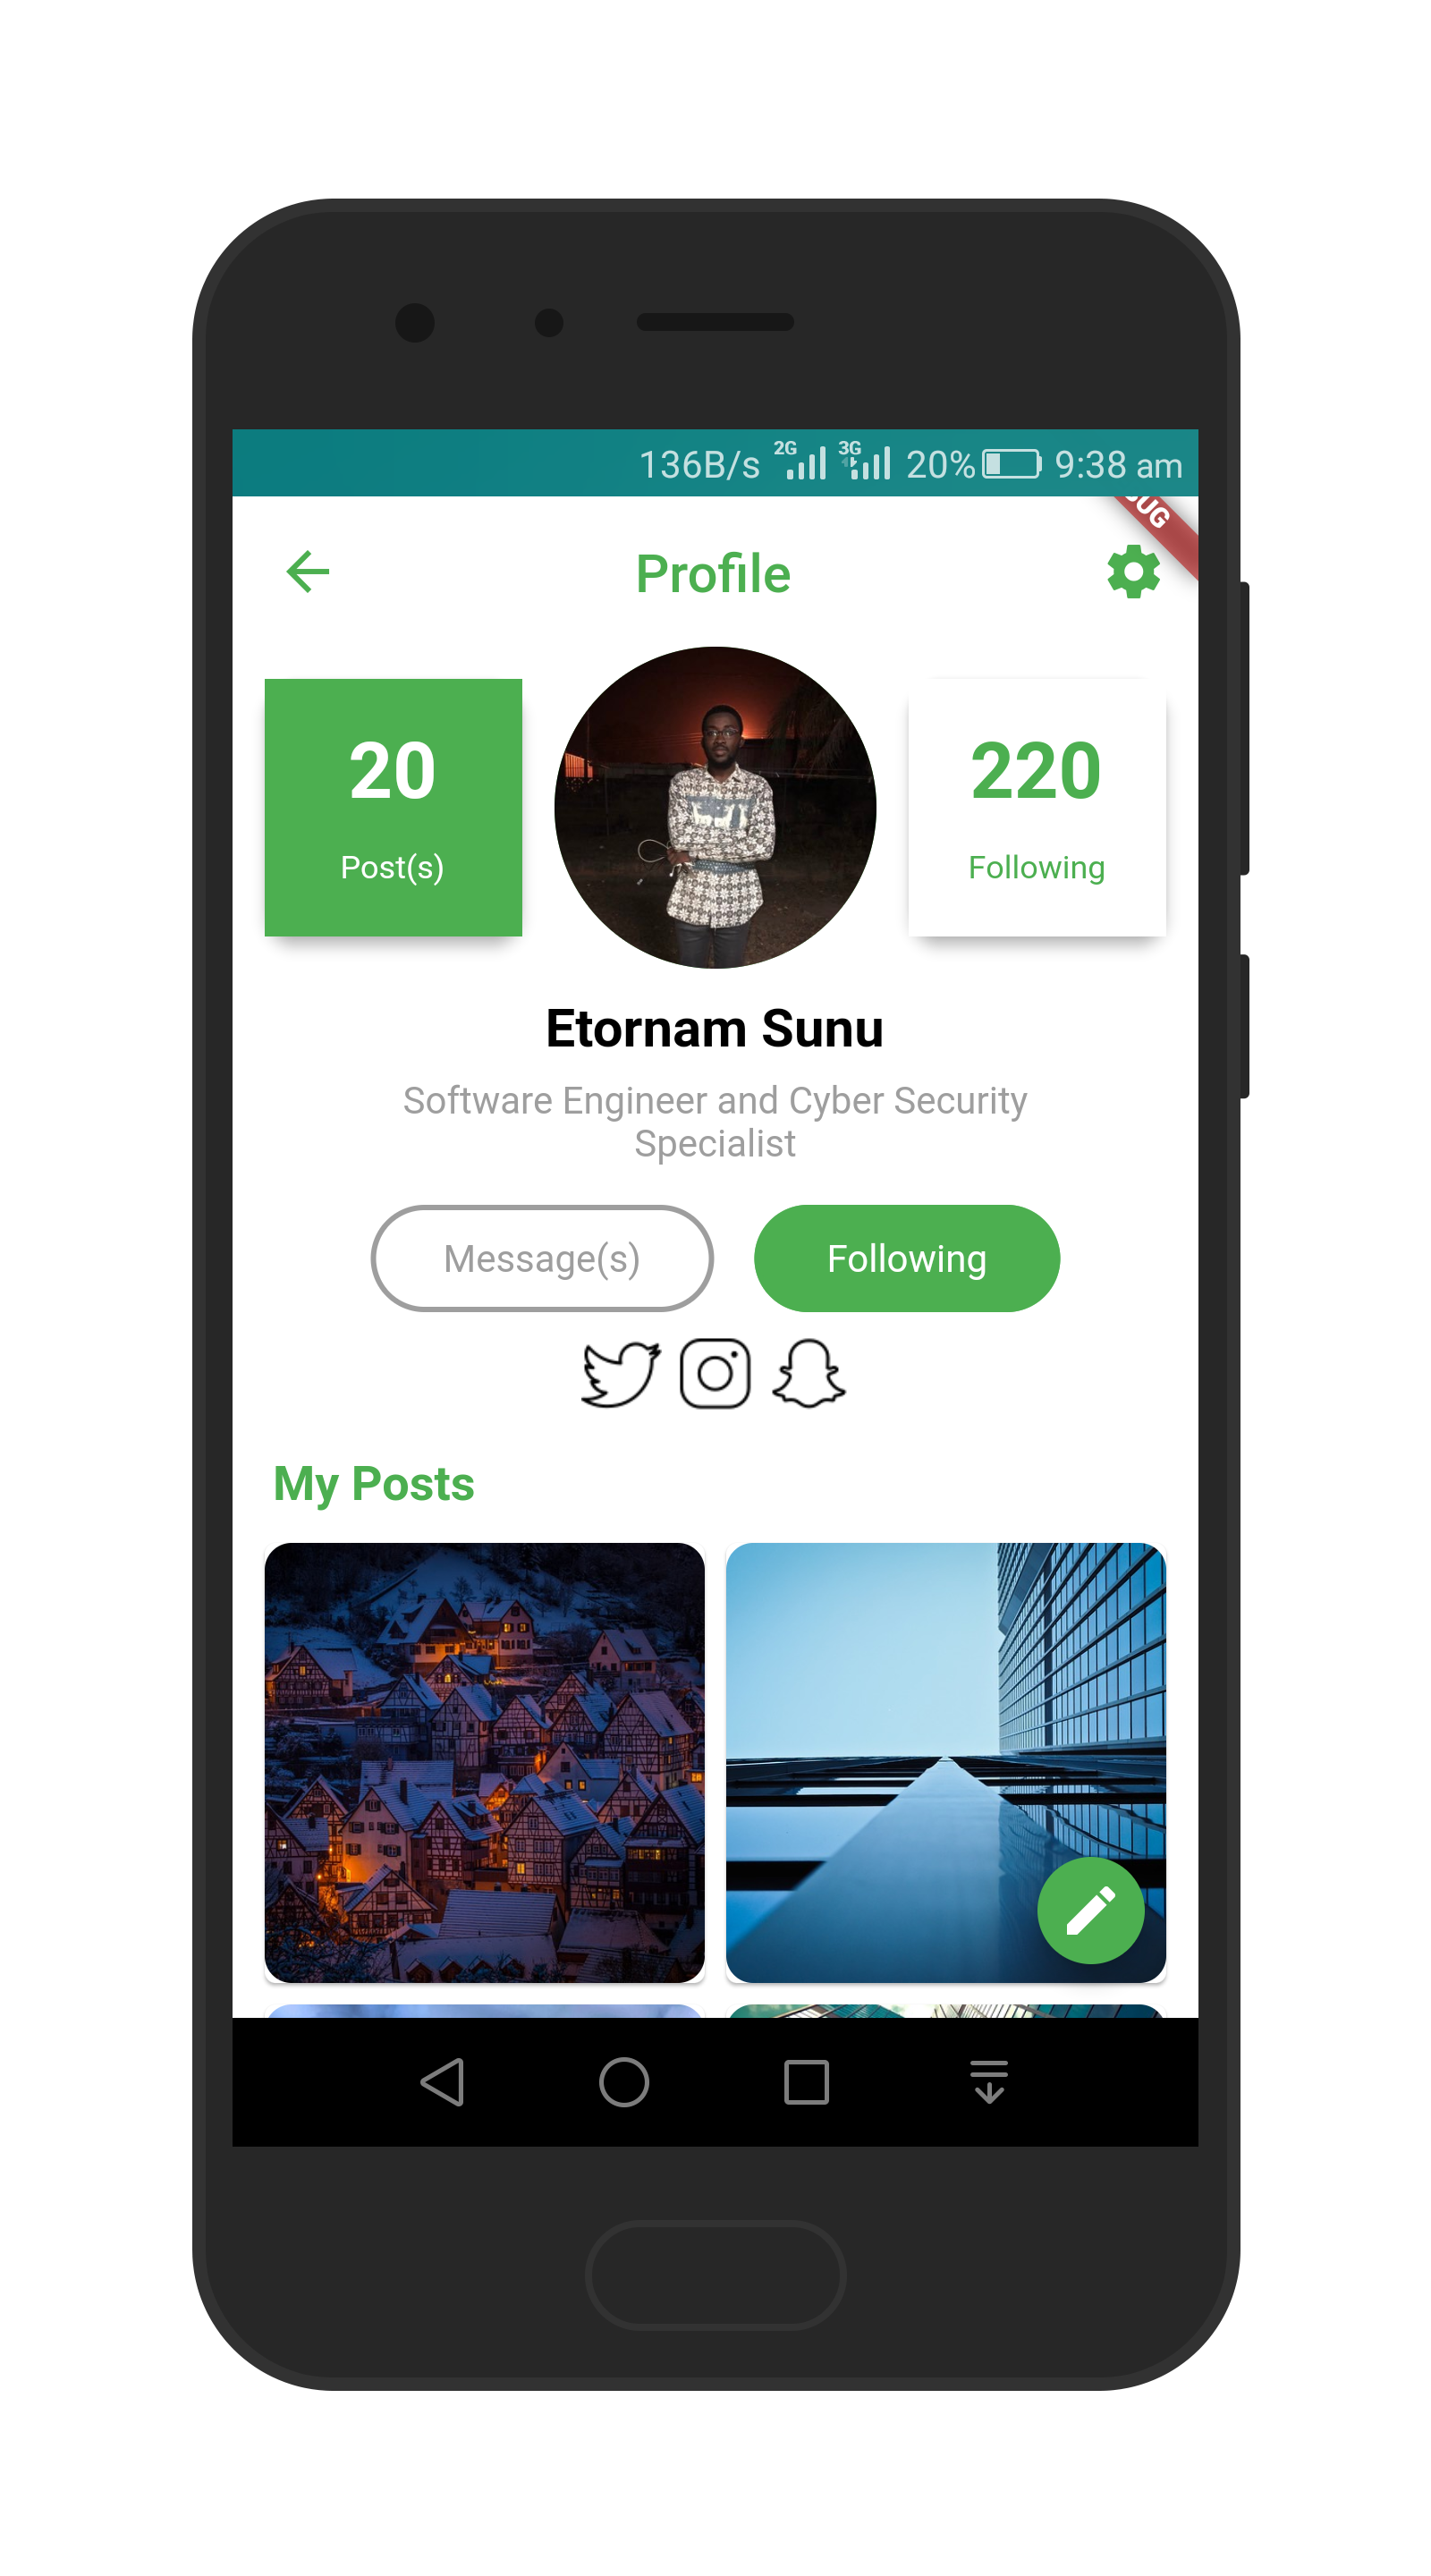 136B/s 2G 3G 20% 9:38 am
Profile
20
Post(s)
220
Following
Etornam Sunu
Software Engineer and Cyber Security
Specialist
Message(s)
Following
My Posts